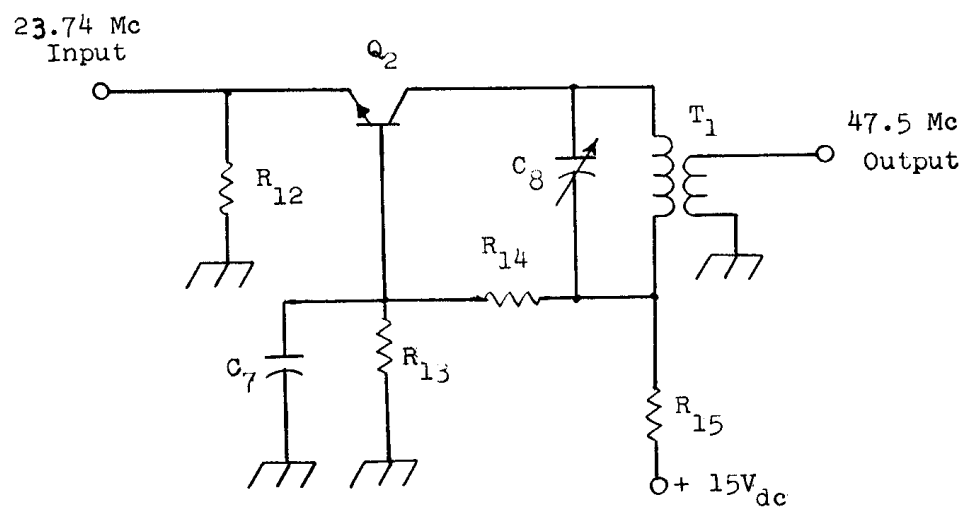 23.74 Mc
Input
Q2
T1
47.5 Mc
Output
C8
R12
R14
C7
R13
R15
+ 15Vdc